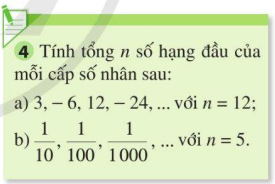 4 Tính tổng n số hạng đầu của
mỗi cấp số nhân sau:
a) 3, – 6, 12, – 24, ... với n = 12;
b) 1/10, 1/100, 1/1000, ... với n = 5.